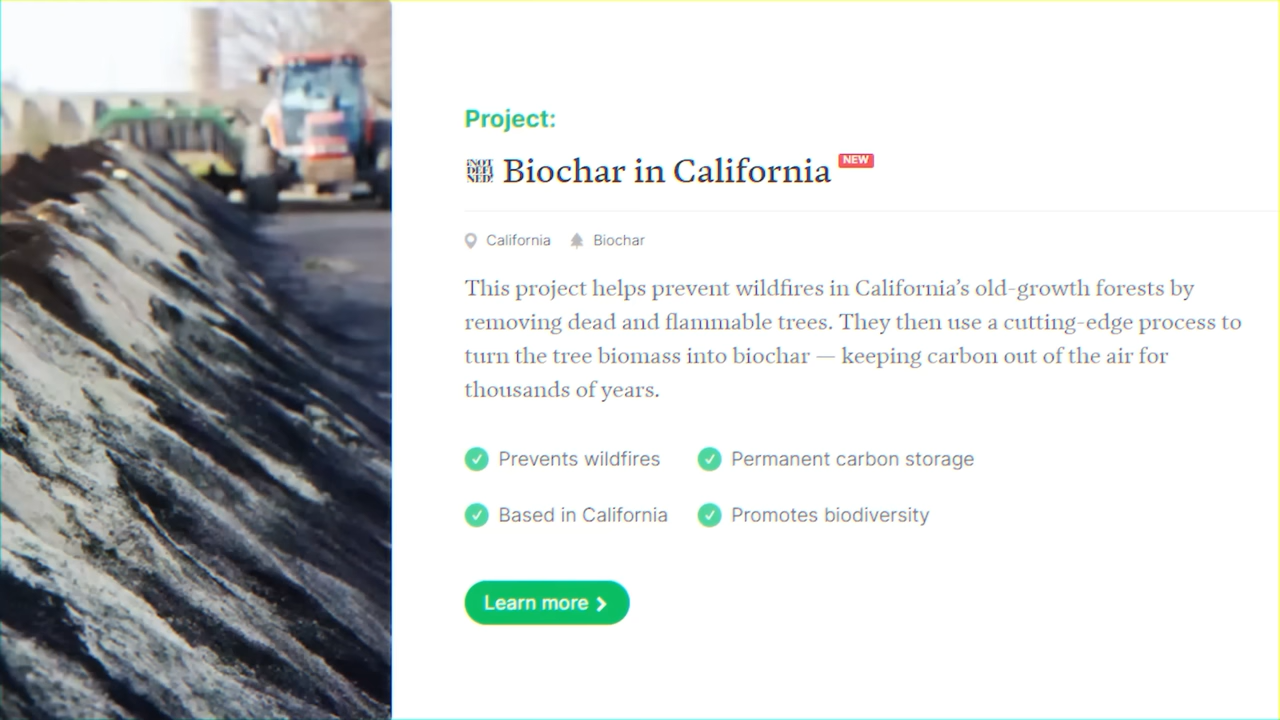 Project:
NOT DEFI NED! Biochar in California NEW
California Biochar
This project helps prevent wildfires in California’s old-growth forests by
removing dead and flammable trees. They then use a cutting-edge process to
turn the tree biomass into biochar — keeping carbon out of the air for
thousands of years.
Prevents wildfires Permanent carbon storage
Based in California Promotes biodiversity
Learn more